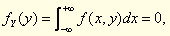 f_Y(y) = ∫_{-∞}^{+∞} f(x, y)dx = 0,